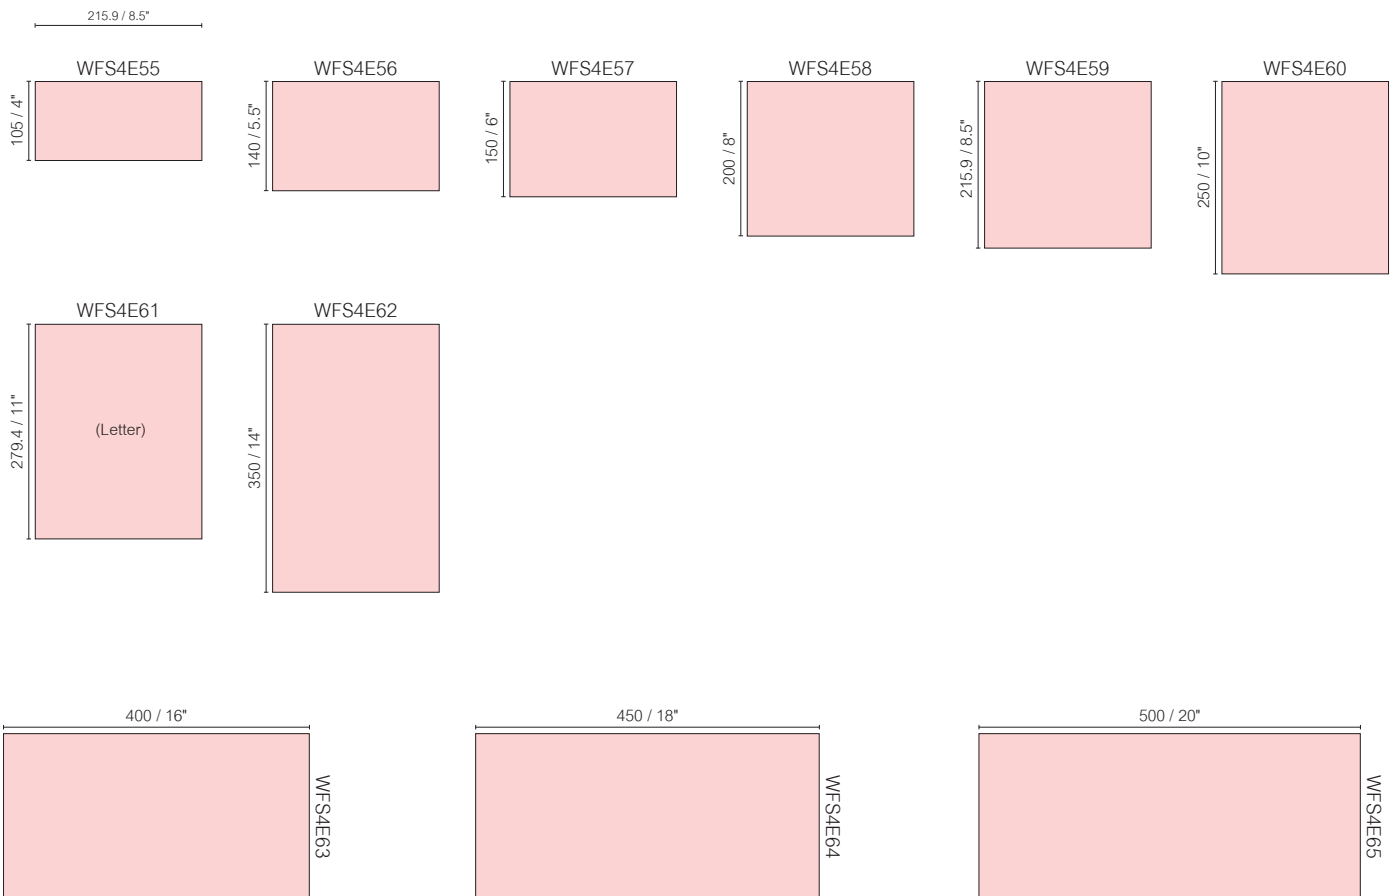 215.9 / 8.5"
WFS4E55
105 / 4"
WFS4E56
140 / 5.5"
WFS4E57
150 / 6"
WFS4E58
200 / 8"
WFS4E59
215.9 / 8.5"
WFS4E60
250 / 10"
WFS4E61
279.4 / 11"
(Letter)
WFS4E62
350 / 14"
400 / 16"
WFS4E63
450 / 18"
WFS4E64
500 / 20"
WFS4E65